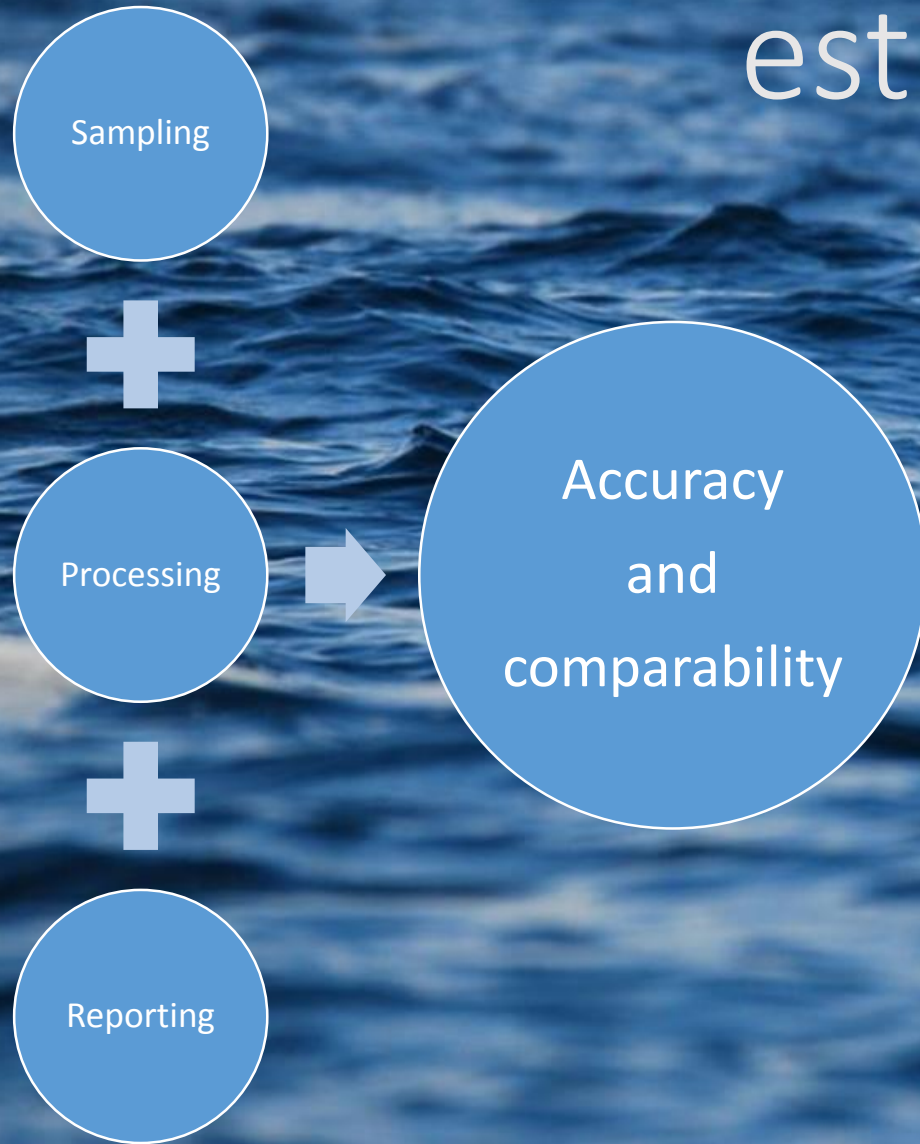 est
Sampling
Processing
Accuracy
and
comparability
Reporting